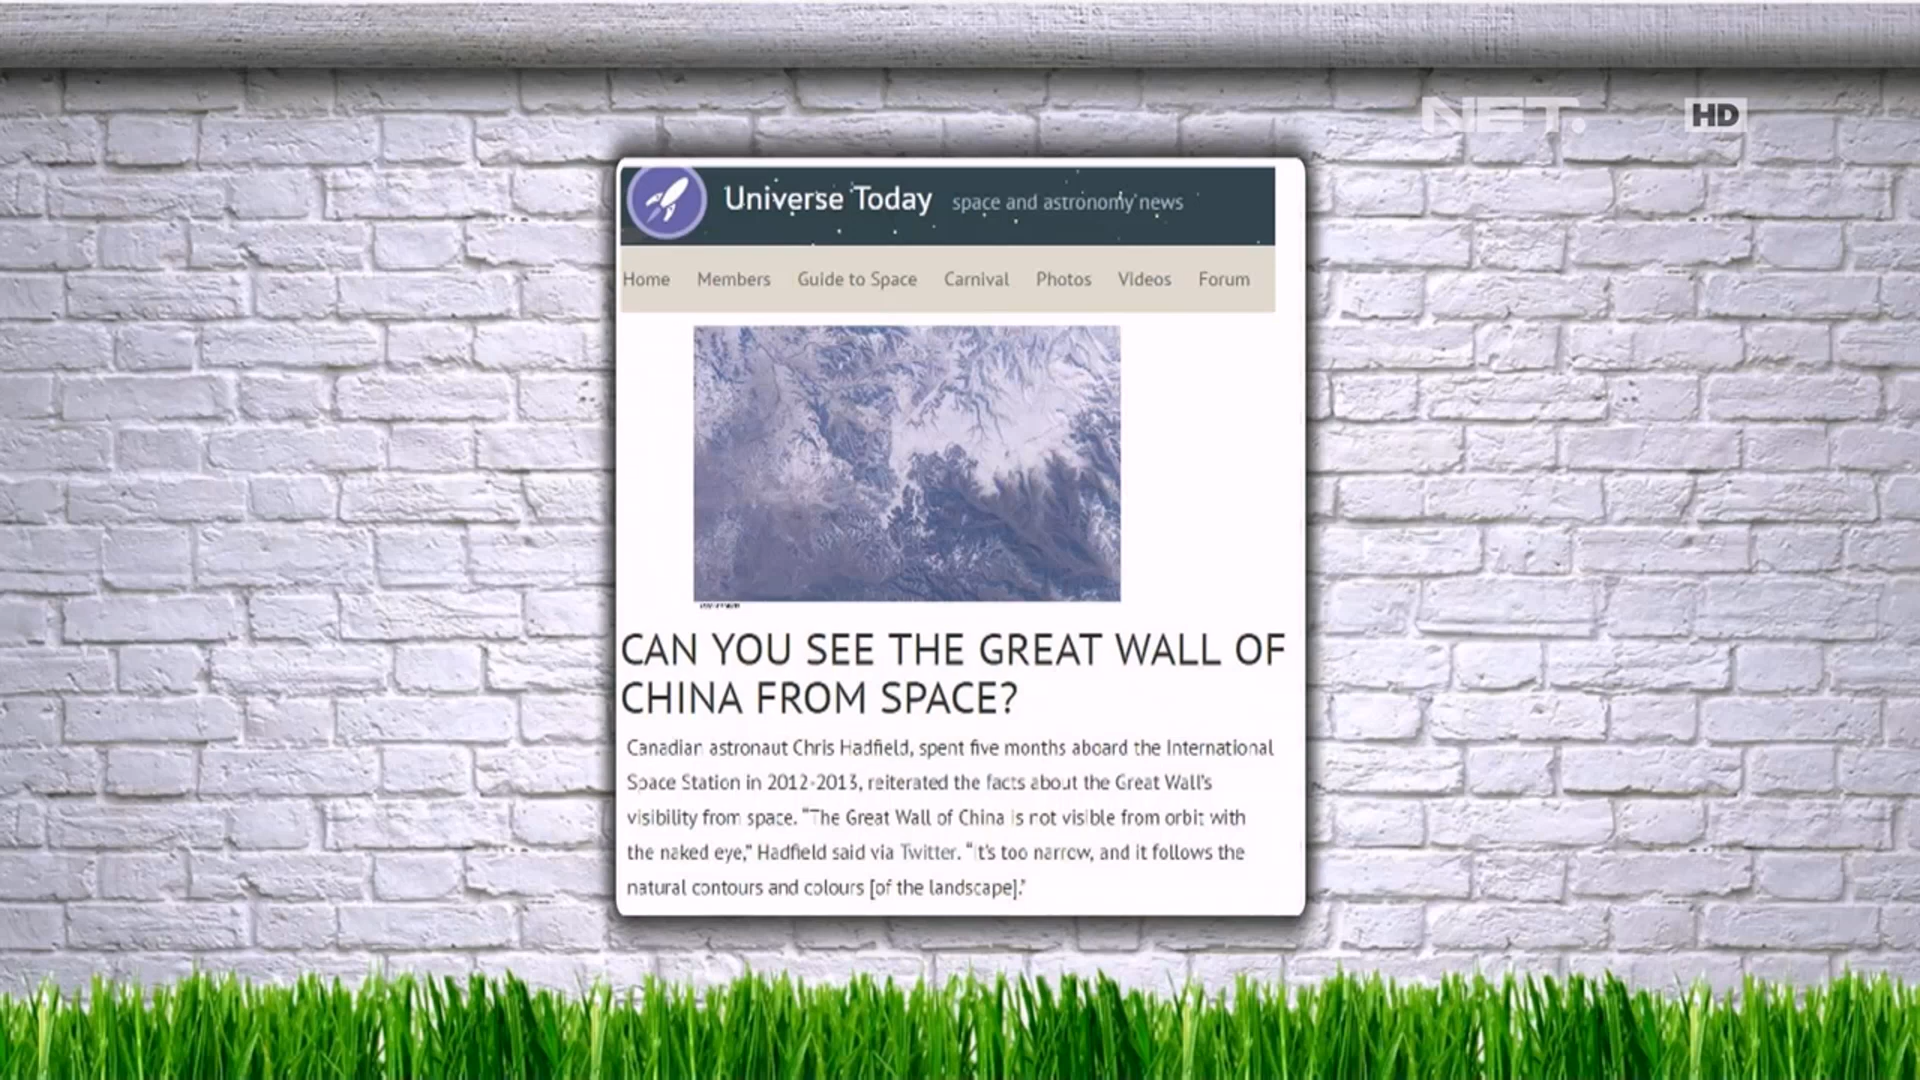 NET. HD
Universe Today space and astronomy news
Home Members Guide to Space Carnival Photos Videos Forum
CAN YOU SEE THE GREAT WALL OF
CHINA FROM SPACE?
Canadian astronaut Chris Hadfield, spent five months aboard the International
Space Station in 2012-2013, reiterated the facts about the Great Wall's
visibility from space. “The Great Wall of China is not visible from orbit with
the naked eye,” Hadfield said via Twitter. “It's too narrow, and it follows the
natural contours and colours [of the landscape].”